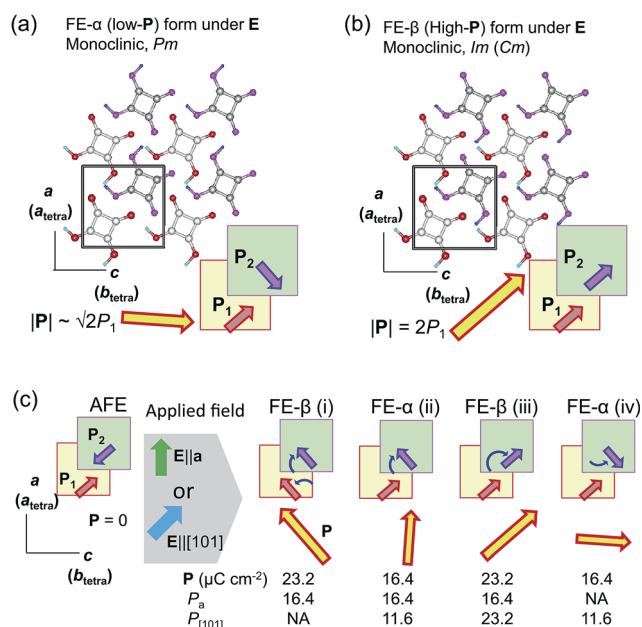 (a) FE-α (low-P) form under E
Monoclinic, Pm
a
(a_tetra)
c
(b_tetra)
P₂
P₁
|P| ~ √2P₁
(b) FE-β (High-P) form under E
Monoclinic, Im (Cm)
a
(a_tetra)
c
(b_tetra)
P₂
P₁
|P| = 2P₁
(c) AFE Applied field FE-β (i) FE-α (ii) FE-β (iii) FE-α (iv)
P₂
P₁
a
(a_tetra)
P = 0
c
(b_tetra)
E||a
or
E||[101]
P
P (μC cm⁻²) 23.2 16.4 23.2 16.4
Pₐ 16.4 16.4 16.4 NA
P_[101] NA 11.6 23.2 11.6